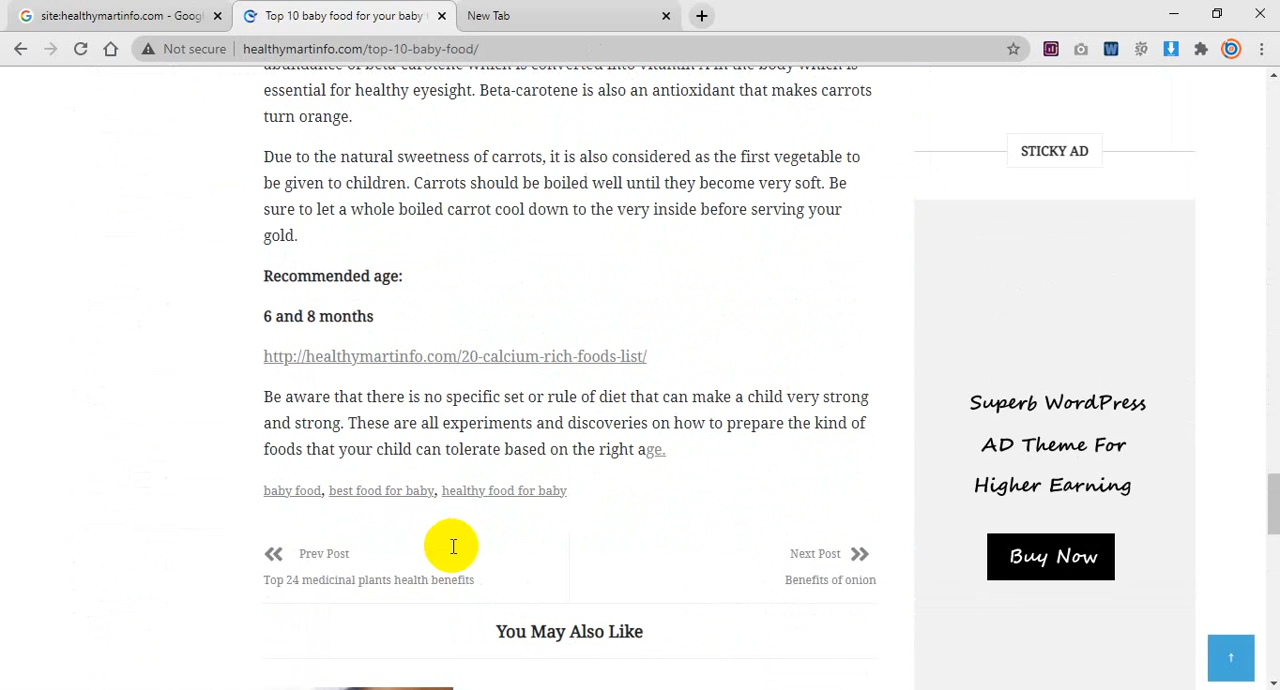 site:healthymartinfo.com - Googl
Top 10 baby food for your baby
New Tab
Not secure
healthymartinfo.com/top-10-baby-food/
abundance of beta-carotene which is converted into vitamin A in the body which is
essential for healthy eyesight. Beta-carotene is also an antioxidant that makes carrots
turn orange.
Due to the natural sweetness of carrots, it is also considered as the first vegetable to
be given to children. Carrots should be boiled well until they become very soft. Be
sure to let a whole boiled carrot cool down to the very inside before serving your
gold.
Recommended age:
6 and 8 months
http://healthymartinfo.com/20-calcium-rich-foods-list/
Be aware that there is no specific set or rule of diet that can make a child very strong
and strong. These are all experiments and discoveries on how to prepare the kind of
foods that your child can tolerate based on the right age.
baby food, best food for baby, healthy food for baby
Prev Post
Top 24 medicinal plants health benefits
Next Post
Benefits of onion
You May Also Like
STICKY AD
Superb WordPress
AD Theme For
Higher Earning
Buy Now